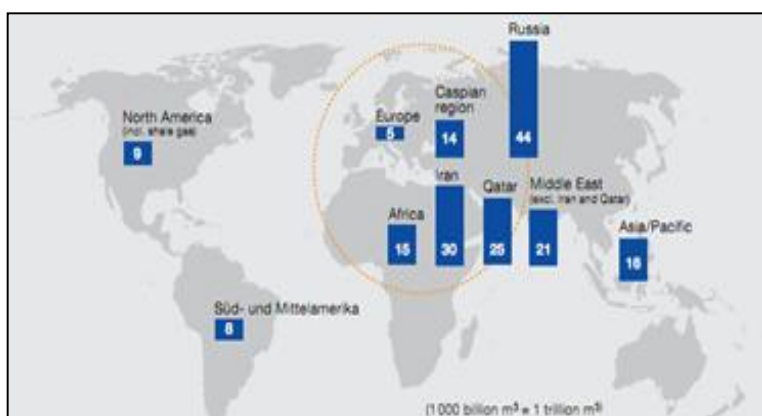 Russia
44
Caspian
region
14
Europe
5
North America
(incl. shale gas)
9
Iran
30
Qatar
25
Middle East
(excl. Iran and Qatar)
21
Africa
15
Asia/Pacific
16
Süd- und Mittelamerika
8
(1000 billion m³ = 1 trillion m³)